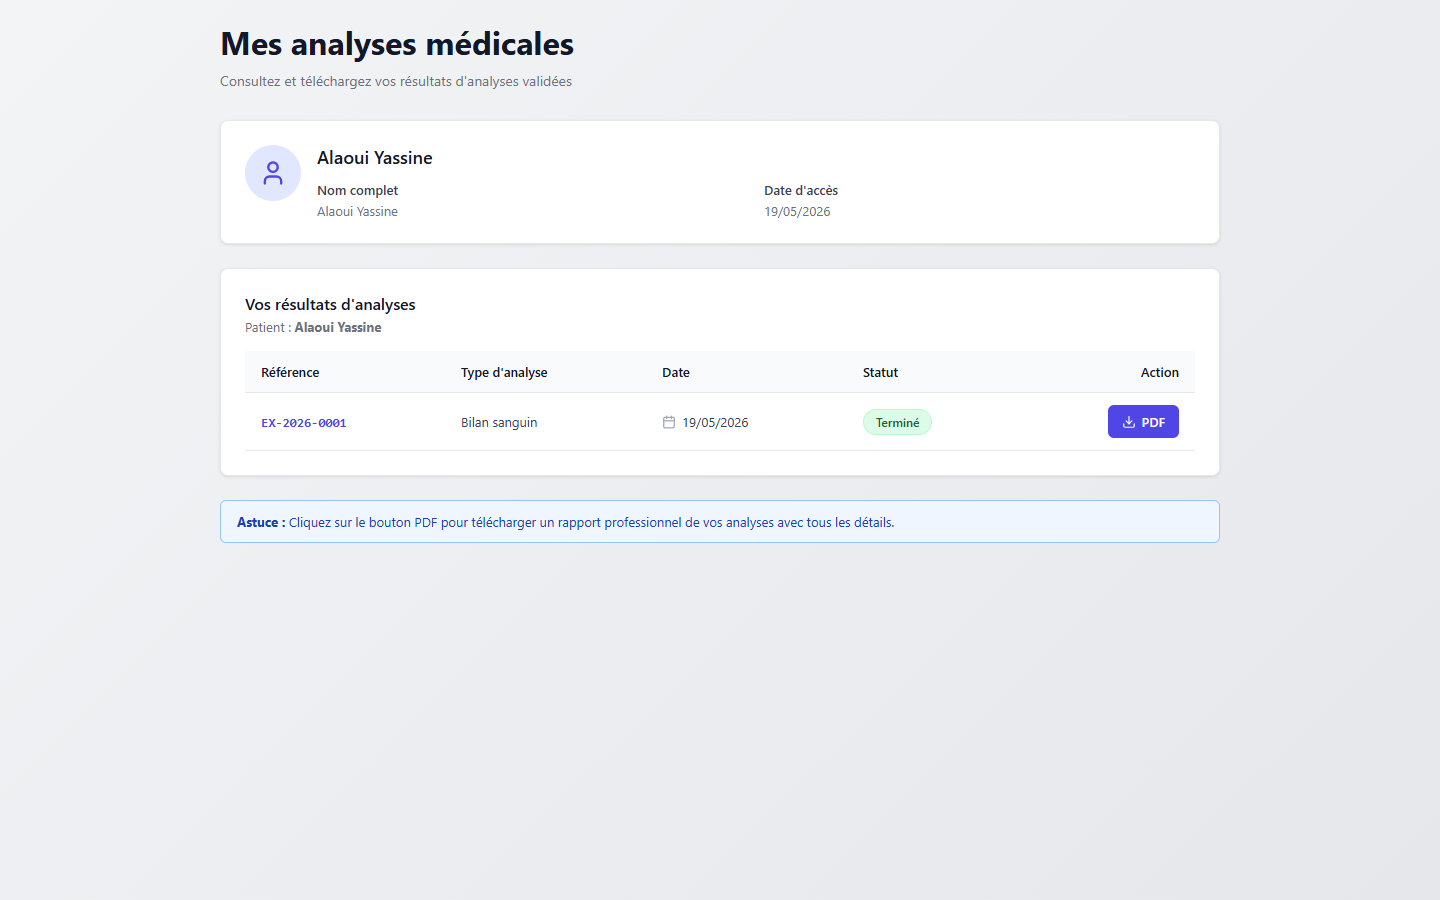 Mes analyses médicales
Consultez et téléchargez vos résultats d'analyses validées
Alaoui Yassine
Nom complet
Alaoui Yassine
Date d'accès
19/05/2026
Vos résultats d'analyses
Patient : Alaoui Yassine
Référence Type d'analyse Date Statut Action
EX-2026-0001 Bilan sanguin 19/05/2026 Terminé PDF
Astuce : Cliquez sur le bouton PDF pour télécharger un rapport professionnel de vos analyses avec tous les détails.